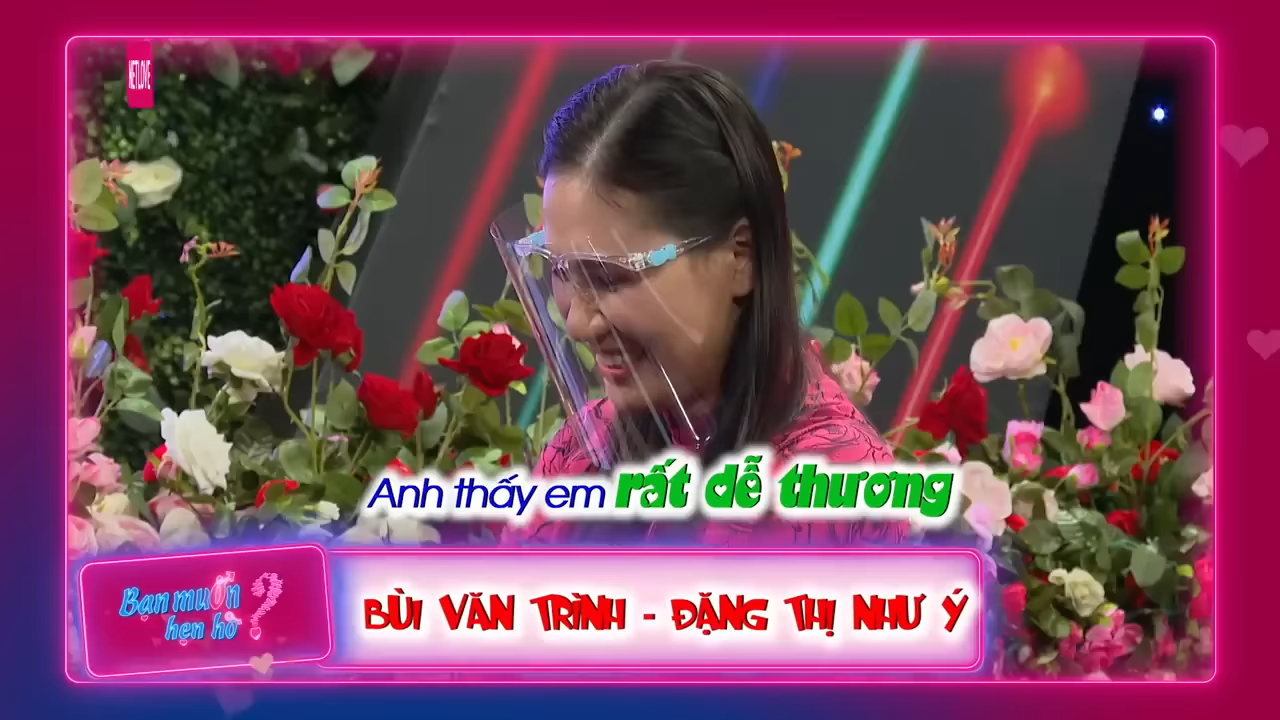 NETLOVE
Anh thấy em rất dễ thương
Bạn muốn
hẹn hò ?
BÙI VĂN TRÌNH - ĐẶNG THỊ NHƯ Ý